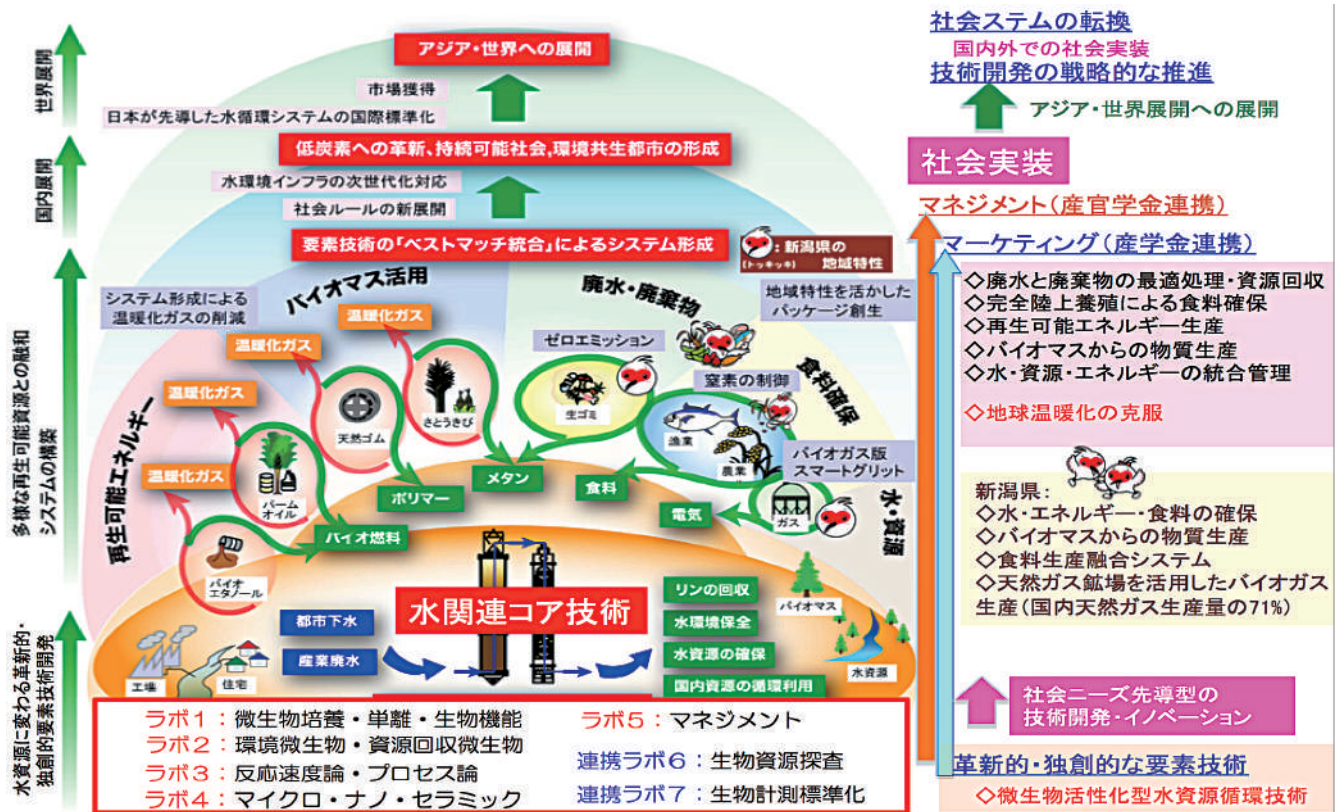 世界展開
国内展開
多様な再生可能資源との融和
システムの構築
水資源に変わる革新的・
独創的要素技術開発
アジア・世界への展開
市場獲得
日本が先導した水循環システムの国際標準化
低炭素への革新、持続可能社会,環境共生都市の形成
水環境インフラの次世代化対応
社会ルールの新展開
要素技術の「ベストマッチ統合」によるシステム形成
:新潟県の
(トッキッキ) 地域特性
システム形成による
温暖化ガスの削減
バイオマス活用
廃水・廃棄物
地域特性を活かした
パッケージ創生
温暖化ガス
温暖化ガス
温暖化ガス
温暖化ガス
ゼロエミッション
窒素の制御
食料確保
再生可能エネルギー
天然ゴム
さとうきび
生ゴミ
漁業
農業
バイオガス版
スマートグリット
パーム
オイル
ポリマー
メタン
食料
電気
ガス
水・資源
バイオ燃料
バイオ
エタノール
水関連コア技術
都市下水
産業廃水
リンの回収
水環境保全
水資源の確保
国内資源の循環利用
バイオマス
水資源
工場
住宅
ラボ1:微生物培養・単離・生物機能
ラボ2:環境微生物・資源回収微生物
ラボ3:反応速度論・プロセス論
ラボ4:マイクロ・ナノ・セラミック
ラボ5:マネジメント
連携ラボ6:生物資源探査
連携ラボ7:生物計測標準化
社会ステムの転換
国内外での社会実装
技術開発の戦略的な推進
アジア・世界展開への展開
社会実装
マネジメント(産官学金連携)
マーケティング(産学金連携)
◇廃水と廃棄物の最適処理・資源回収
◇完全陸上養殖による食料確保
◇再生可能エネルギー生産
◇バイオマスからの物質生産
◇水・資源・エネルギーの統合管理
◇地球温暖化の克服
新潟県:
◇水・エネルギー・食料の確保
◇バイオマスからの物質生産
◇食料生産融合システム
◇天然ガス鉱場を活用したバイオガス
生産(国内天然ガス生産量の71%)
社会ニーズ先導型の
技術開発・イノベーション
革新的・独創的な要素技術
◇微生物活性化型水資源循環技術